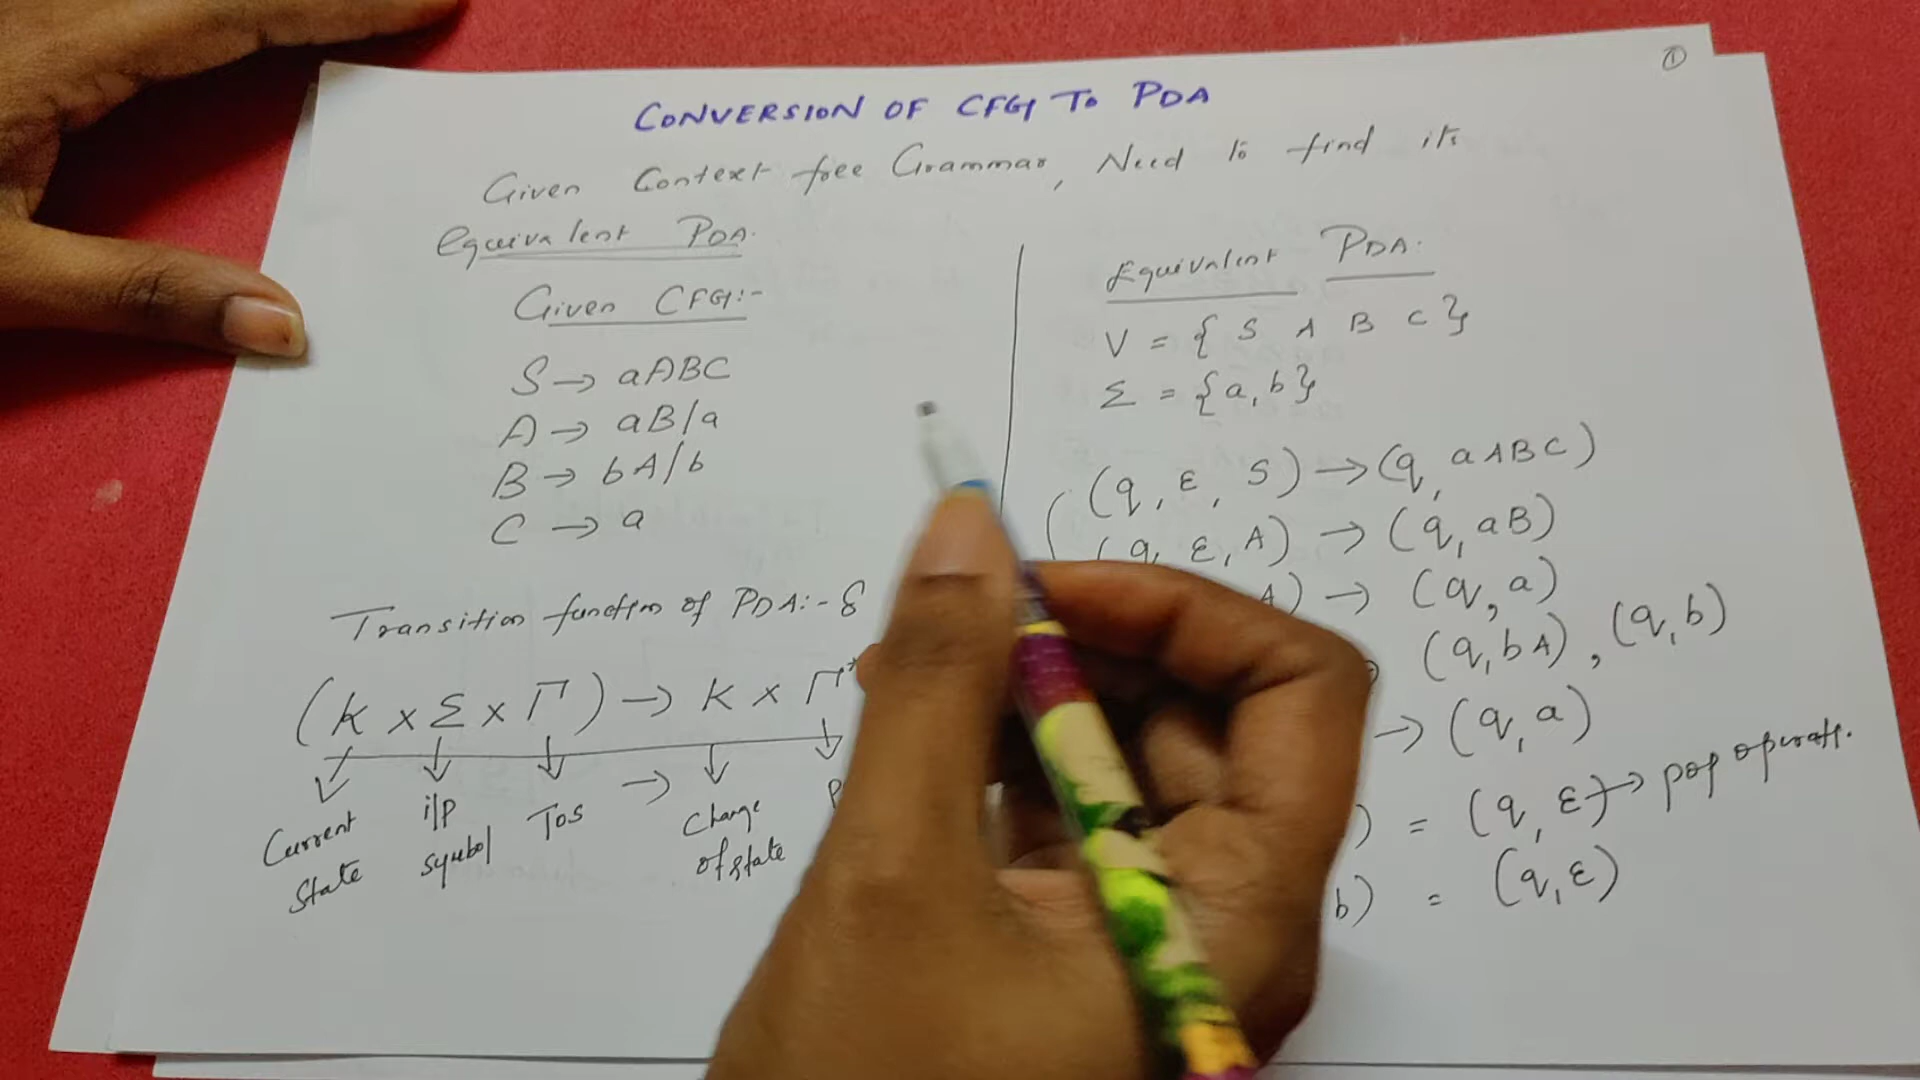 ①
CONVERSION OF CFG TO PDA
Given Context free Grammar, Need to find its
equivalent PDA.
Given CFG:-
S → aABC
A → aB/a
B → bA/b
C → a
Transition function of PDA:- δ
(K × Σ × Γ) → K × Γ*
Current State
i/p symbol
TOS
→
Change of state
Equivalent PDA:
V = { S A B C }
Σ = {a, b}
(q, ε, S) → (q, aABC)
(q, ε, A) → (q, aB)
A) → (q, a)
(q, bA), (q, b)
→ (q, a)
) = (q, ε) → pop operatn.
b) = (q, ε)